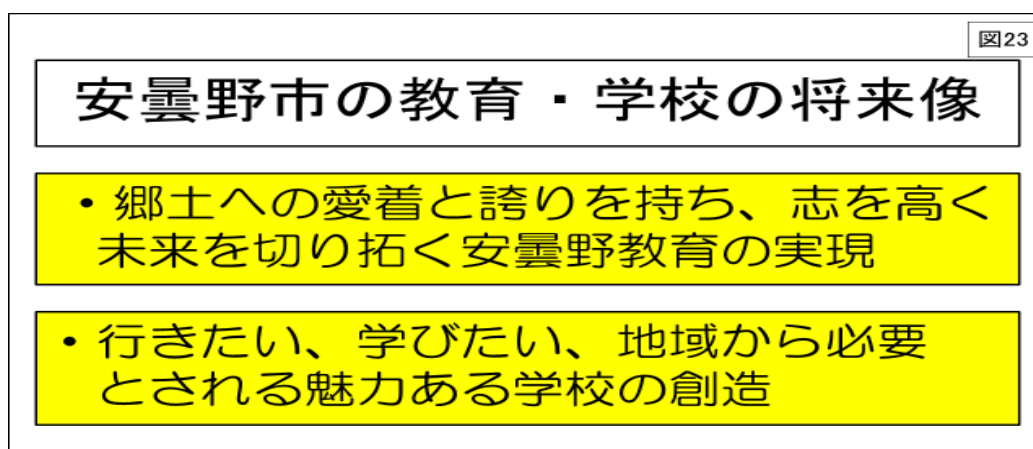 図23
安曇野市の教育・学校の将来像
・郷土への愛着と誇りを持ち、志を高く
未来を切り拓く安曇野教育の実現
・行きたい、学びたい、地域から必要
とされる魅力ある学校の創造